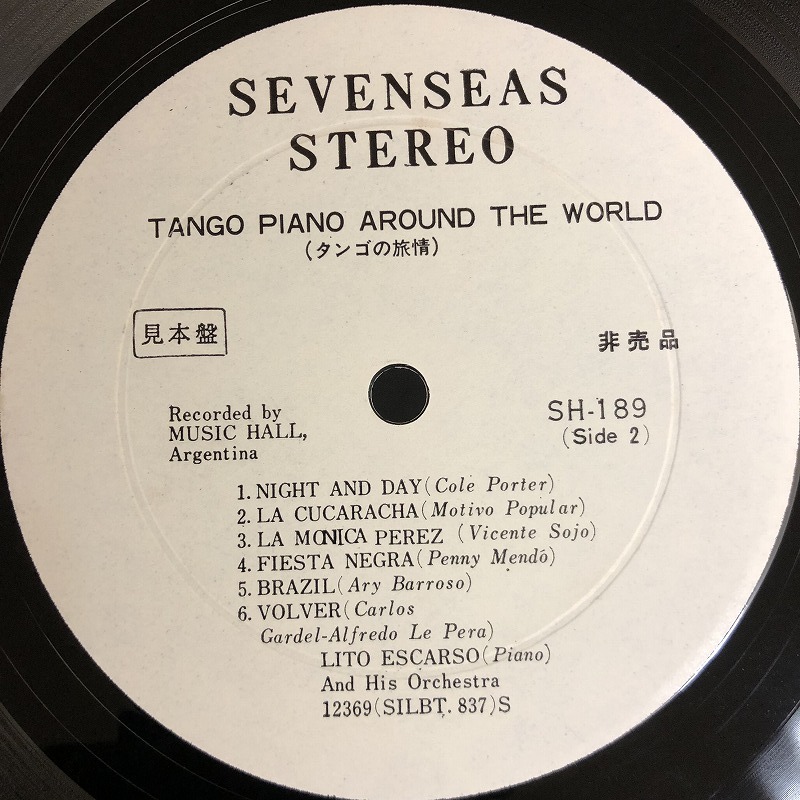 SEVENSEAS
STEREO
TANGO PIANO AROUND THE WORLD
(タンゴの旅情)
見本盤
非売品
Recorded by
MUSIC HALL,
Argentina
SH-189
(Side 2)
1. NIGHT AND DAY(Cole Porter)
2. LA CUCARACHA(Motivo Popular)
3. LA MONICA PEREZ (Vicente Sojo)
4. FIESTA NEGRA(Penny Mendó)
5. BRAZIL(Ary Barroso)
6. VOLVER(Carlos
Gardel-Alfredo Le Pera)
LITO ESCARSO(Piano)
And His Orchestra
12369(SILBT. 837)S